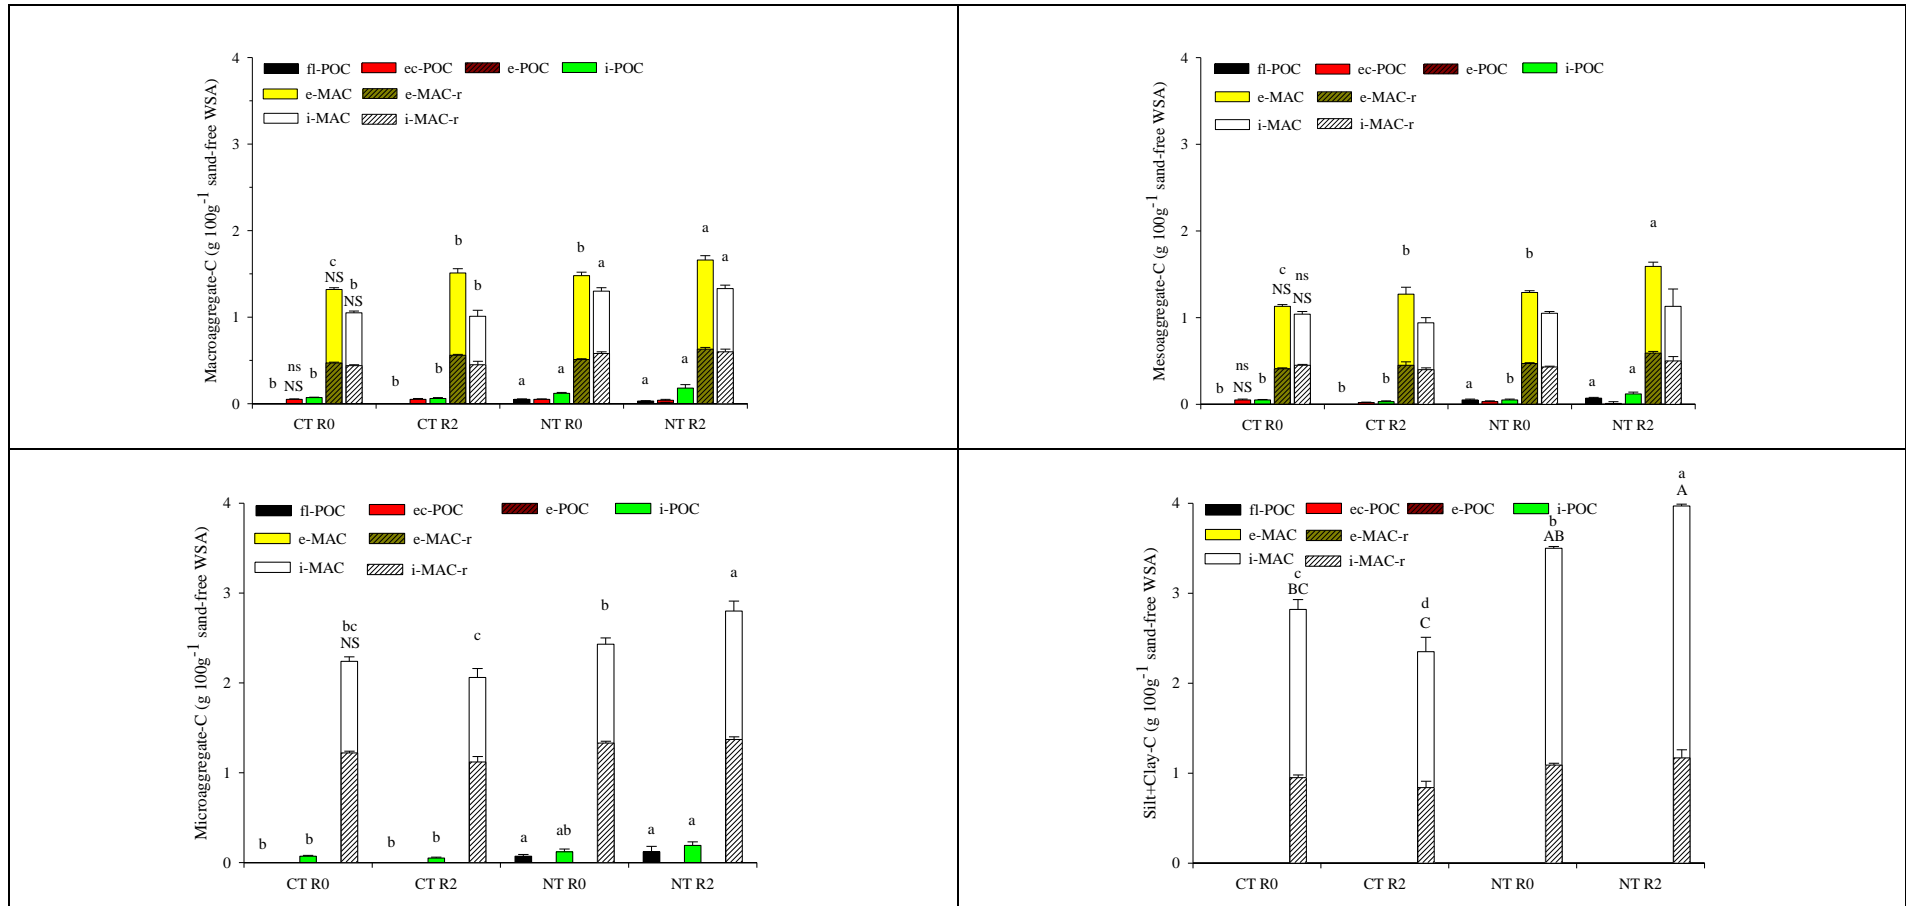 4
fl-POC ec-POC e-POC i-POC
e-MAC e-MAC-r
i-MAC i-MAC-r
3
2
1
0
Macroaggregate-C (g 100g-1 sand-free WSA)
b ns NS b c NS b NS
b b b b
a a b a
a a a a
CT R0 CT R2 NT R0 NT R2
4
fl-POC ec-POC e-POC i-POC
e-MAC e-MAC-r
i-MAC i-MAC-r
3
2
1
0
Mesoaggregate-C (g 100g-1 sand-free WSA)
b ns NS b c NS ns NS
b b b
a b b
a a a
CT R0 CT R2 NT R0 NT R2
4
fl-POC ec-POC e-POC i-POC
e-MAC e-MAC-r
i-MAC i-MAC-r
3
2
1
0
Microaggregate-C (g 100g-1 sand-free WSA)
b b bc NS
b b c
a ab b
a a a
CT R0 CT R2 NT R0 NT R2
4
fl-POC ec-POC e-POC i-POC
e-MAC e-MAC-r
i-MAC i-MAC-r
3
2
1
0
Silt+Clay-C (g 100g-1 sand-free WSA)
c BC
d C
b AB
a A
CT R0 CT R2 NT R0 NT R2